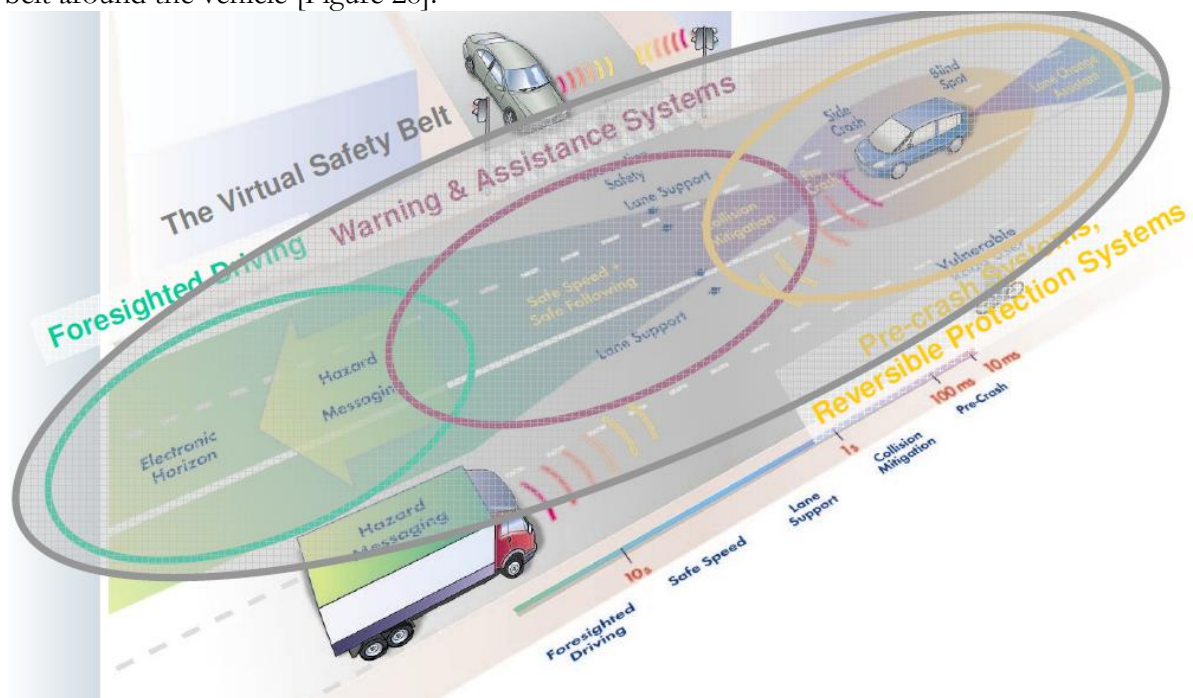 belt around the vehicle [Figure 28].
The Virtual Safety Belt
Warning & Assistance Systems
Foresighted Driving
Blind
Spot
Lane Change
Assistant
Side
Crash
Safety
Lane Support
Collision
Mitigation
Vulnerable
Safe Speed +
Safe Following
Lane Support
Pre-crash Systems,
Reversible Protection Systems
Hazard
Messaging
Electronic
Horizon
Hazard
Messaging
10 ms
100 ms
Pre-Crash
1s
Collision
Mitigation
Lane
Support
Safe Speed
10s
Foresighted
Driving